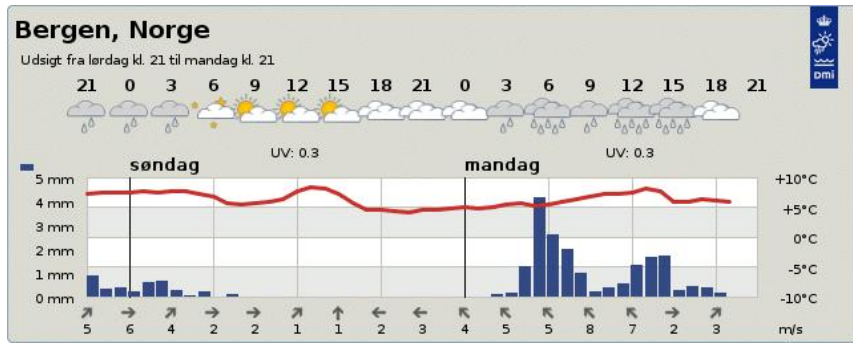 Bergen, Norge
Udsigt fra lørdag kl. 21 til mandag kl. 21
DMI
21 0 3 6 9 12 15 18 21 0 3 6 9 12 15 18 21
UV: 0.3 UV: 0.3
søndag mandag
5 mm +10°C
4 mm +5°C
3 mm
0°C
2 mm
1 mm -5°C
0 mm -10°C
5 6 4 2 2 1 1 2 3 4 5 5 8 7 2 3 m/s